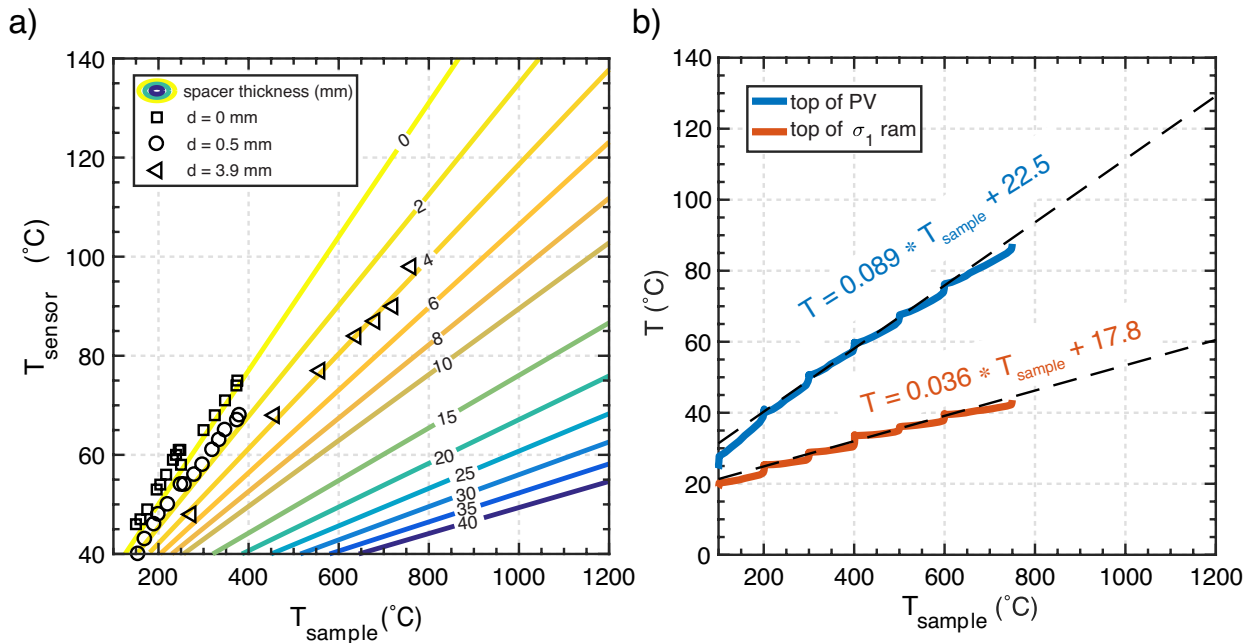 a)
140
120
100
80
60
40
T_sensor (°C)
spacer thickness (mm)
d = 0 mm
d = 0.5 mm
d = 3.9 mm
0
2
4
6
8
10
15
20
25
30
35
40
200 400 600 800 1000 1200
T_sample (°C)
b)
140
120
100
80
60
40
20
0
T (°C)
top of PV
top of σ_1 ram
T = 0.089 * T_sample + 22.5
T = 0.036 * T_sample + 17.8
200 400 600 800 1000 1200
T_sample (°C)